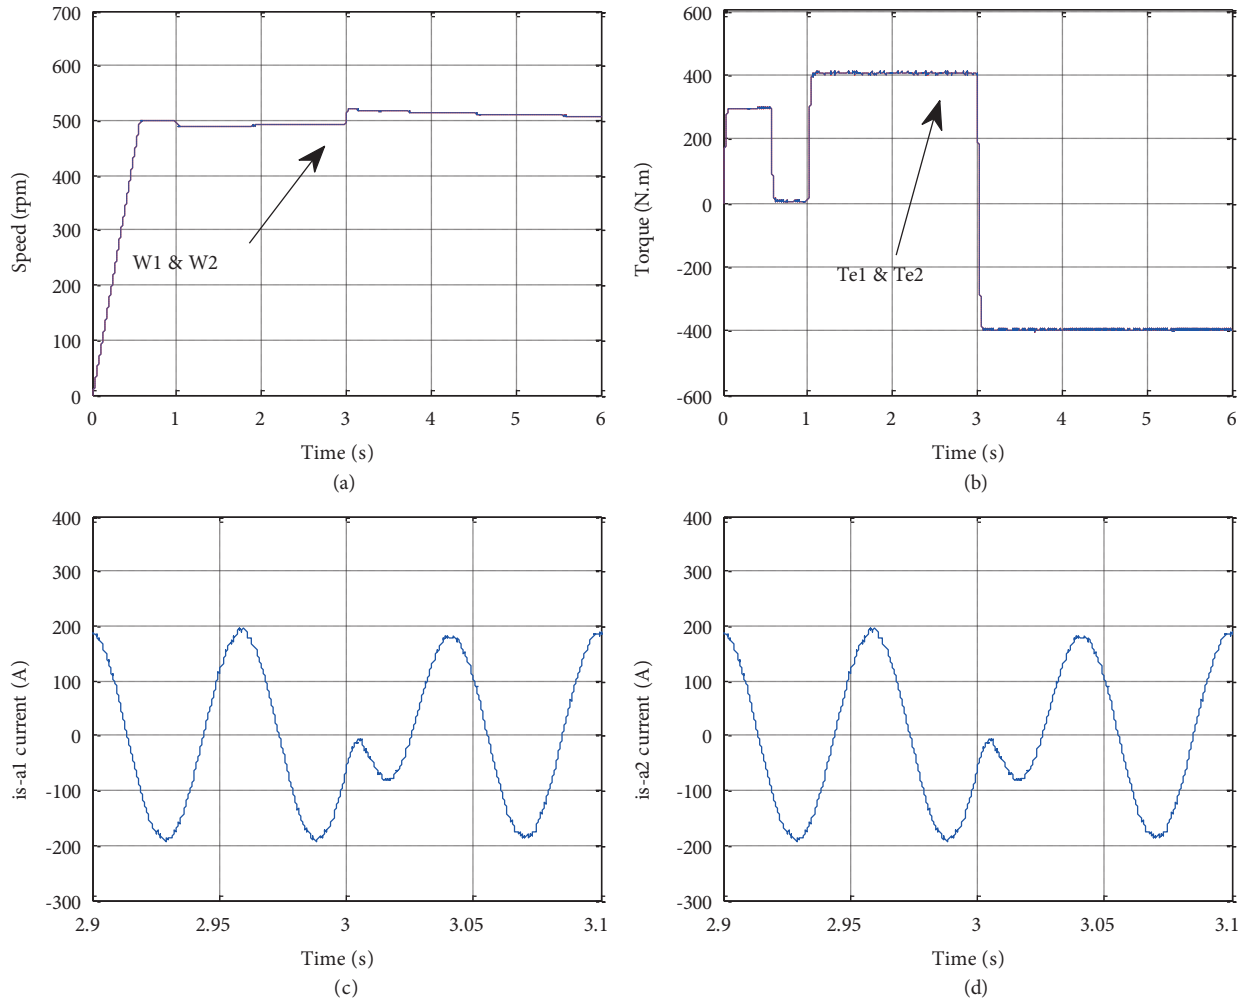 700
600
500
400
300
200
100
0
Speed (rpm)
W1 & W2
0 1 2 3 4 5 6
Time (s)
(a)
600
400
200
0
-200
400
-600
Torque (N.m)
Te1 & Te2
0 1 2 3 4 5 6
Time (s)
(b)
400
300
200
100
0
-100
-200
-300
is-a1 current (A)
2.9 2.95 3 3.05 3.1
Time (s)
(c)
400
300
200
100
0
-100
-200
-300
is-a2 current (A)
2.9 2.95 3 3.05 3.1
Time (s)
(d)